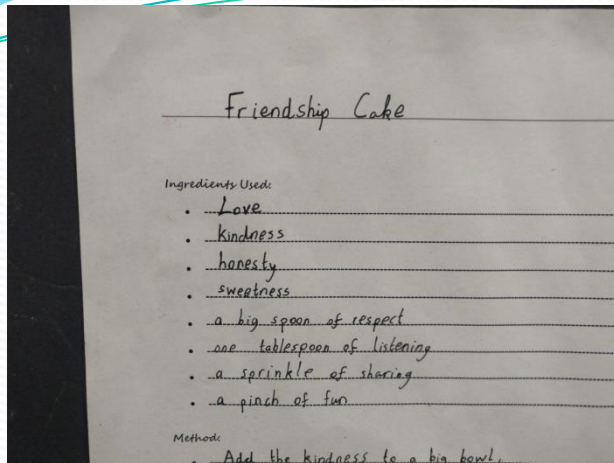 Friendship Cake
Ingredients Used:
• Love
• kindness
• honesty
• sweetness
• a big spoon of respect
• one tablespoon of listening
• a sprinkle of sharing
• a pinch of fun
Method:
• Add the kindness to a big bowl,